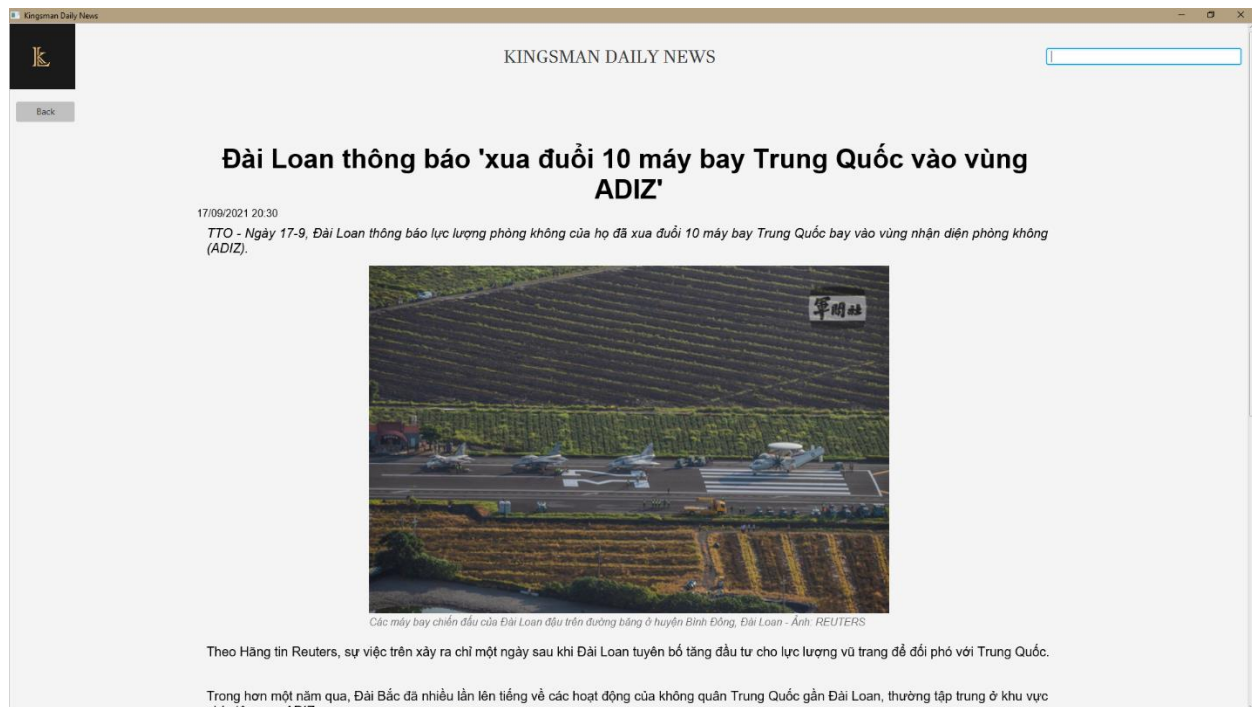 Kingsman Daily News
k
KINGSMAN DAILY NEWS
Back
Đài Loan thông báo 'xua đuổi 10 máy bay Trung Quốc vào vùng
ADIZ'
17/09/2021 20:30
TTO - Ngày 17-9, Đài Loan thông báo lực lượng phòng không của họ đã xua đuổi 10 máy bay Trung Quốc bay vào vùng nhận diện phòng không
(ADIZ).
軍聞社
Các máy bay chiến đấu của Đài Loan đậu trên đường băng ở huyện Bình Đông, Đài Loan - Ảnh: REUTERS
Theo Hãng tin Reuters, sự việc trên xảy ra chỉ một ngày sau khi Đài Loan tuyên bố tăng đầu tư cho lực lượng vũ trang để đối phó với Trung Quốc.
Trong hơn một năm qua, Đài Bắc đã nhiều lần lên tiếng về các hoạt động của không quân Trung Quốc gần Đài Loan, thường tập trung ở khu vực